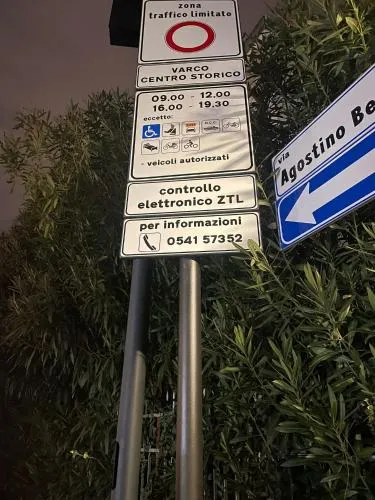 zona
traffico limitato
VARCO
CENTRO STORICO
09.00 - 12.00
16.00 - 19.30
eccetto:
- veicoli autorizzati
controllo
elettronico ZTL
per informazioni
0541 57352
via
Agostino Be